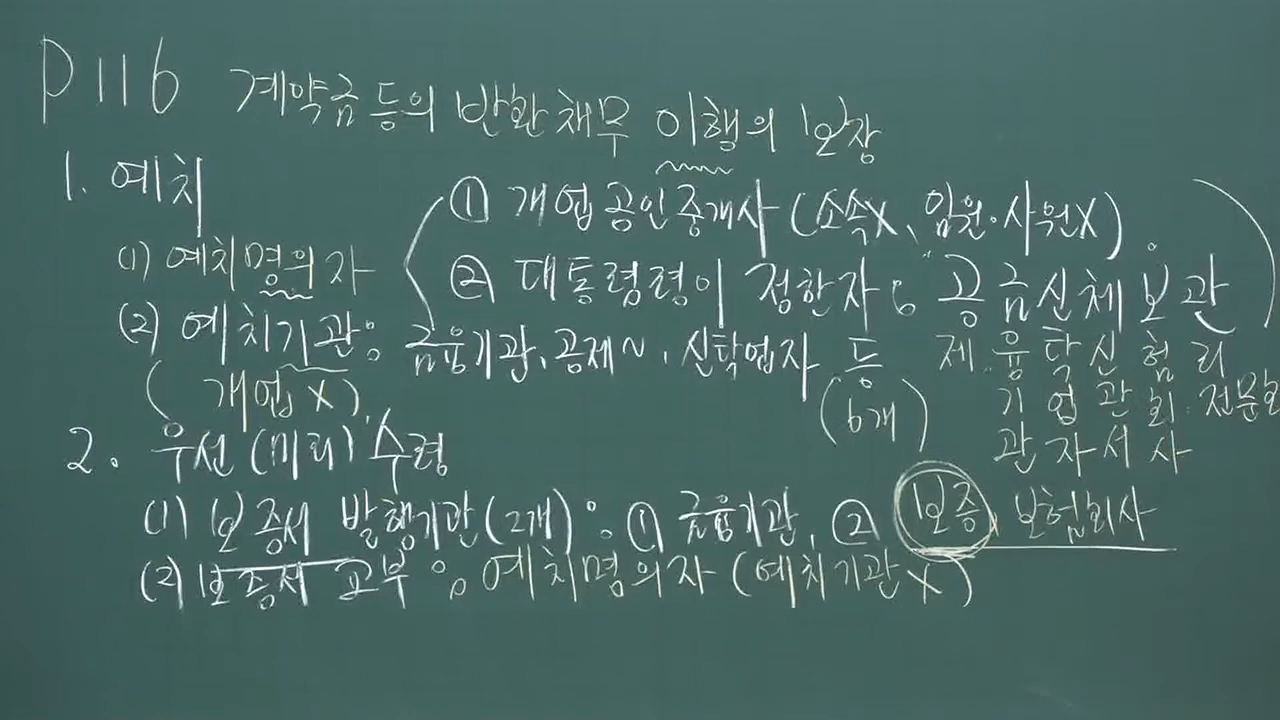 P116 계약금등의 반환채무 이행의 보장
1. 예치
(1) 예치명의자
① 개업공인중개사 (소속X, 임원·사원X)
② 대통령령이 정한자: 공금신체보관
제융탁신험리
기업관회전문회
관자서사
(2) 예치기관: 금융기관, 공제~, 신탁업자 등
(개업X)
(6개)
2. 우선(미리) 수령
(1) 보증서 발행기관(2개): ① 금융기관, ② 보증보험회사
(2) 보증서 교부: 예치명의자 (예치기관X)